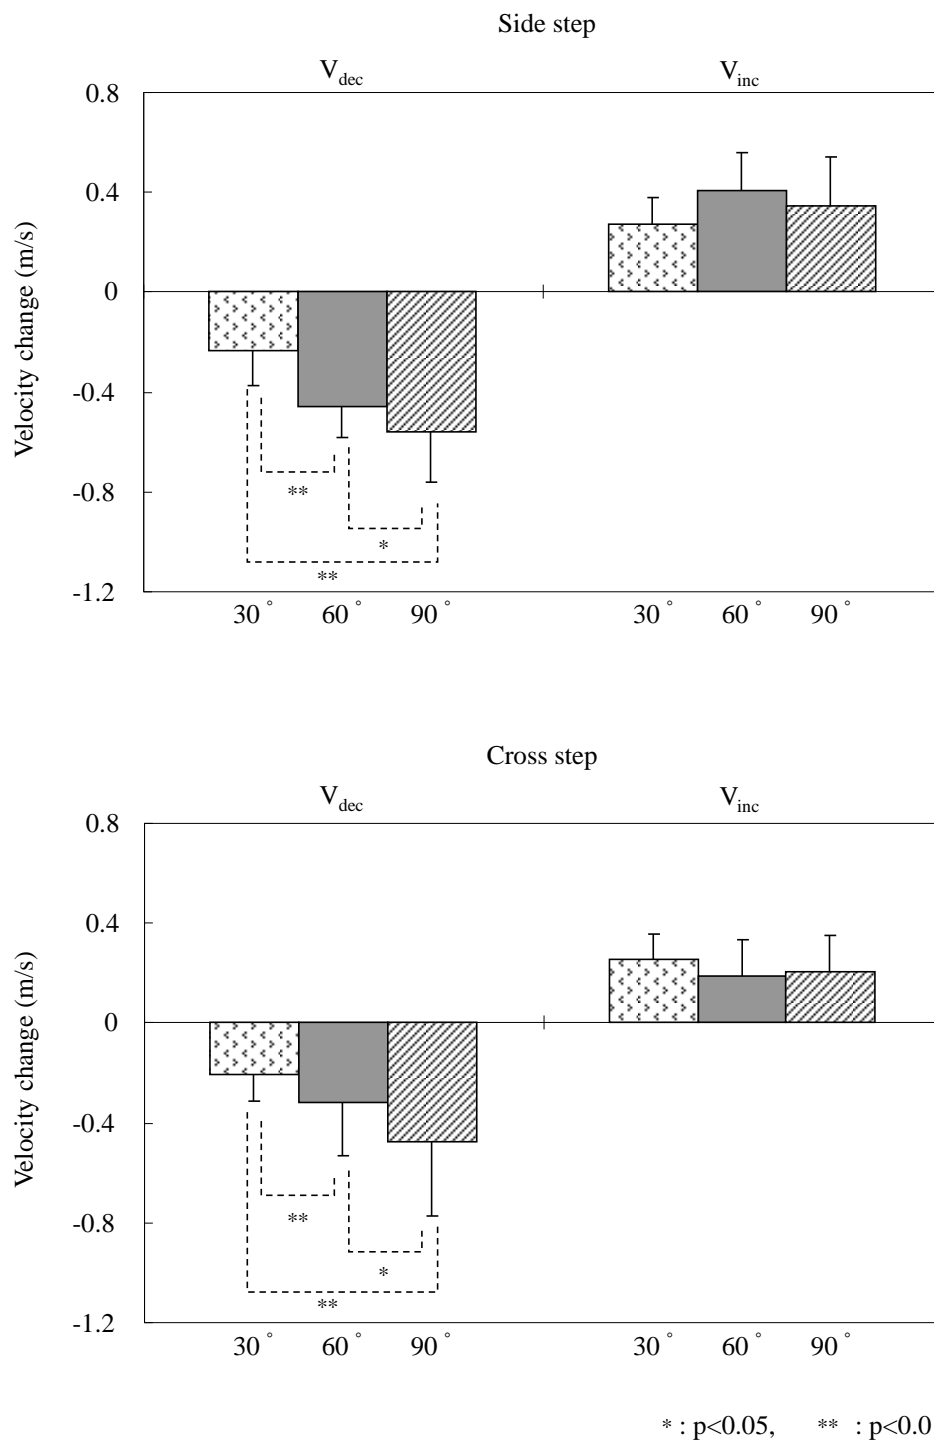 Side step
Vdec Vinc
0.8
0.4
0
-0.4
-0.8
-1.2
Velocity change (m/s)
**
*
**
30° 60° 90° 30° 60° 90°
Cross step
Vdec Vinc
0.8
0.4
0
-0.4
-0.8
-1.2
Velocity change (m/s)
**
*
**
30° 60° 90° 30° 60° 90°
* : p<0.05, ** : p<0.0